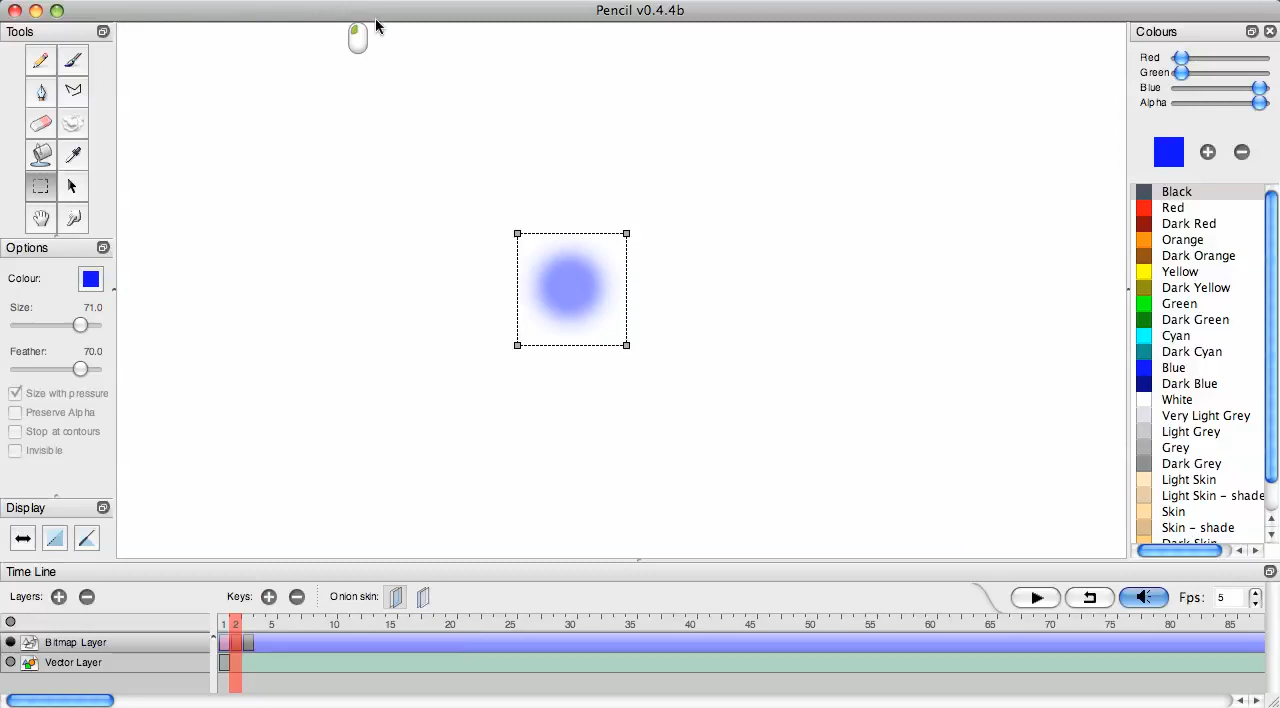 Pencil v0.4.4b
Tools
Options
Colour:
Size: 71.0
Feather: 70.0
Size with pressure
Preserve Alpha
Stop at contours
Invisible
Display
Colours
Red
Green
Blue
Alpha
Black
Red
Dark Red
Orange
Dark Orange
Yellow
Dark Yellow
Green
Dark Green
Cyan
Dark Cyan
Blue
Dark Blue
White
Very Light Grey
Light Grey
Grey
Dark Grey
Light Skin
Light Skin - shade
Skin
Skin - shade
Dark Skin
Time Line
Layers: Keys: Onion skin: Fps: 5
1 2 5 10 15 20 25 30 35 40 45 50 55 60 65 70 75 80 85
Bitmap Layer
Vector Layer